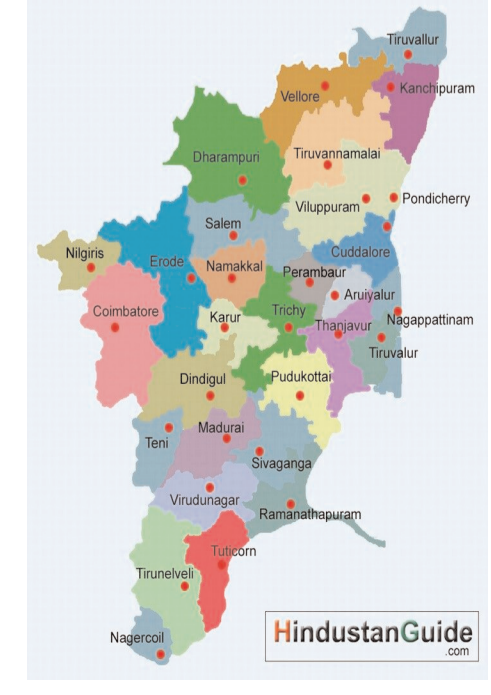 Tiruvallur
Kanchipuram
Vellore
Tiruvannamalai
Dharampuri
Pondicherry
Viluppuram
Salem
Cuddalore
Nilgiris
Erode
Namakkal
Perambaur
Aruiyalur
Coimbatore
Karur
Trichy
Nagappattinam
Thanjavur
Tiruvalur
Dindigul
Pudukottai
Madurai
Teni
Sivaganga
Virudunagar
Ramanathapuram
Tuticorn
Tirunelveli
Nagercoil
HindustanGuide
.com